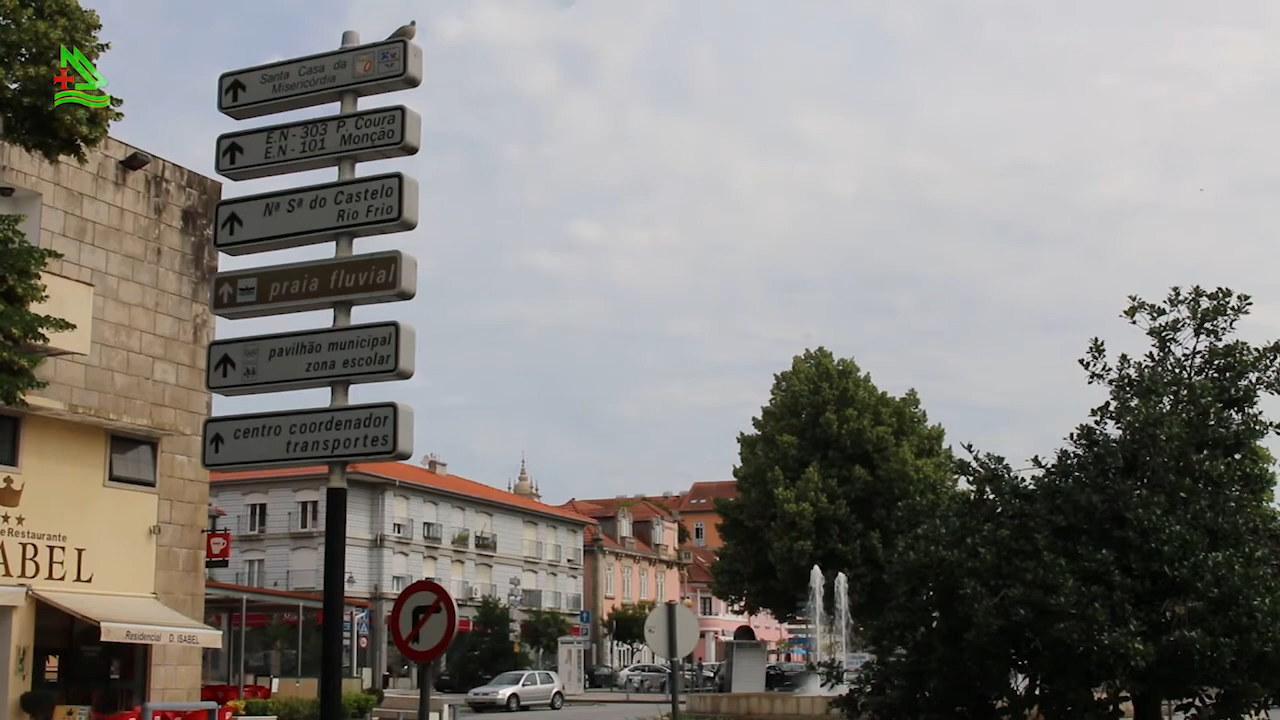 Santa Casa da
Misericórdia
E.N-303 P. Coura
E.N-101 Monção
Nª Sª do Castelo
Rio Frio
praia fluvial
pavilhão municipal
zona escolar
centro coordenador
transportes
eRestaurante
ABEL
Residencial D. ISABEL